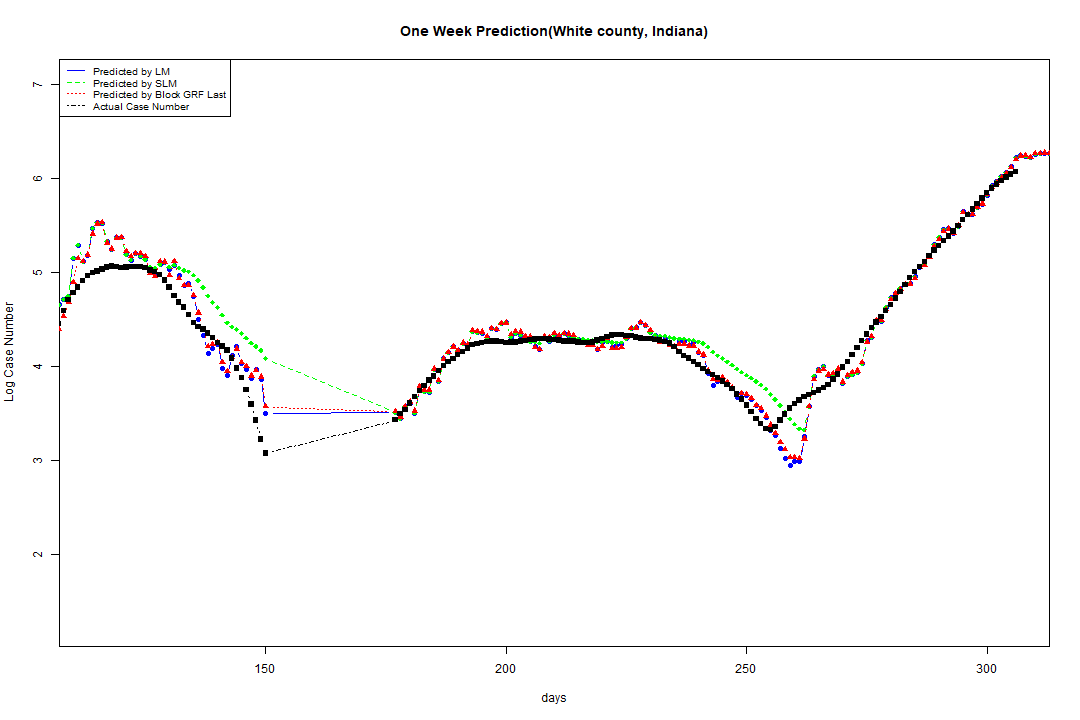 One Week Prediction(White county, Indiana)
Predicted by LM
Predicted by SLM
Predicted by Block GRF Last
Actual Case Number
7
6
5
4
3
2
Log Case Number
150 200 250 300
days